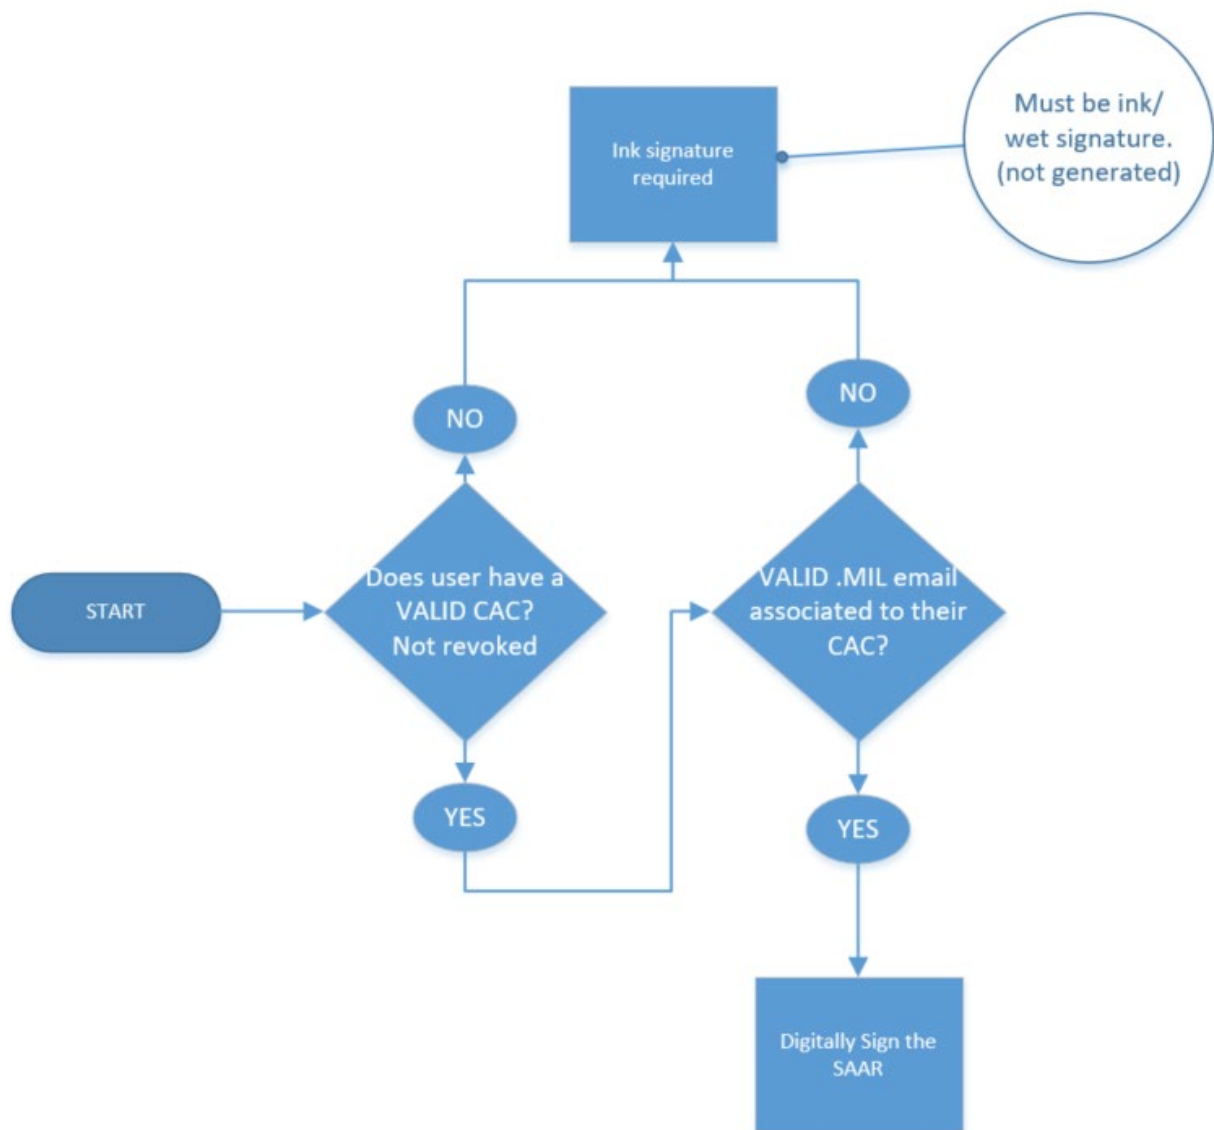 Must be ink/
wet signature.
(not generated)
Ink signature
required
NO
NO
START
Does user have a
VALID CAC?
Not revoked
VALID .MIL email
associated to their
CAC?
YES
YES
Digitally Sign the
SAAR